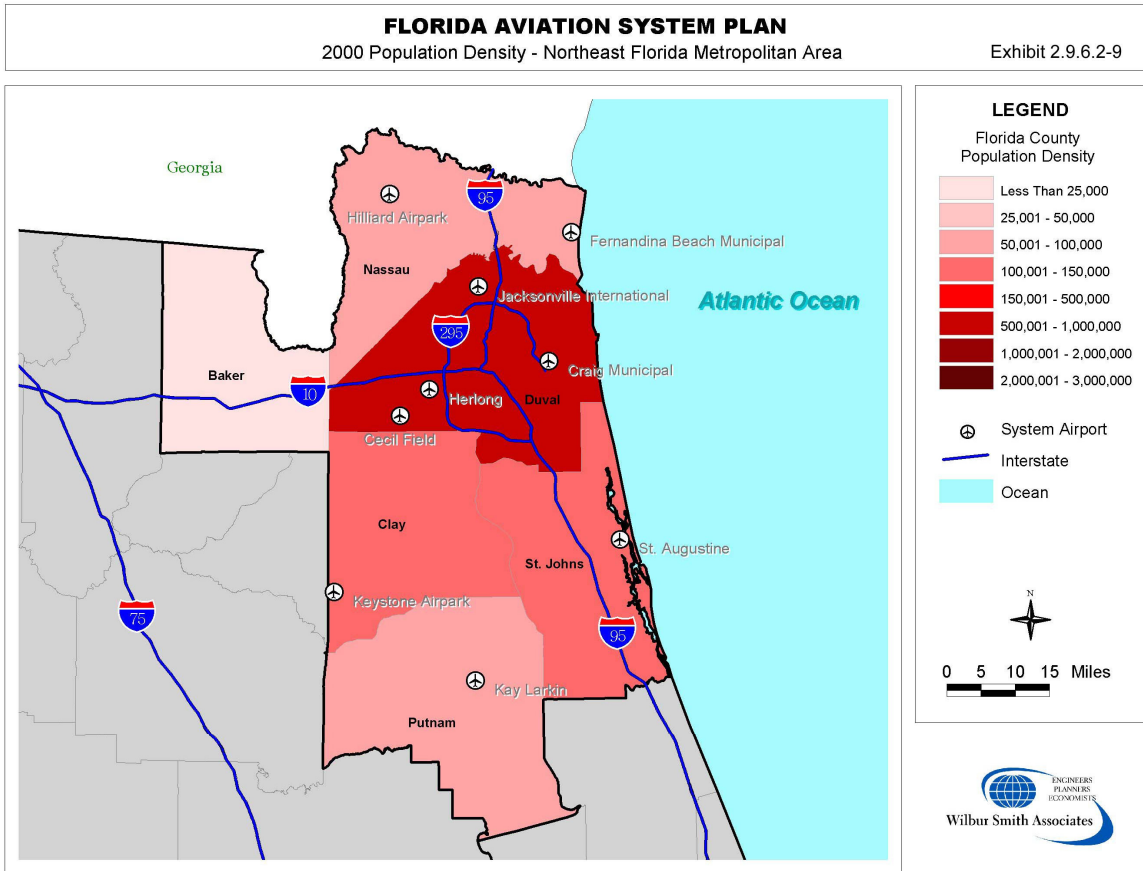 FLORIDA AVIATION SYSTEM PLAN
2000 Population Density - Northeast Florida Metropolitan Area
Exhibit 2.9.6.2-9
Georgia
95
Hilliard Airpark
Fernandina Beach Municipal
Nassau
Jacksonville International
Atlantic Ocean
295
Baker
Craig Municipal
10
Herlong
Duval
Cecil Field
Clay
St. Augustine
St. Johns
Keystone Airpark
75
95
Kay Larkin
Putnam
LEGEND
Florida County
Population Density
Less Than 25,000
25,001 - 50,000
50,001 - 100,000
100,001 - 150,000
150,001 - 500,000
500,001 - 1,000,000
1,000,001 - 2,000,000
2,000,001 - 3,000,000
System Airport
Interstate
Ocean
N
0 5 10 15 Miles
ENGINEERS
PLANNERS
ECONOMISTS
Wilbur Smith Associates